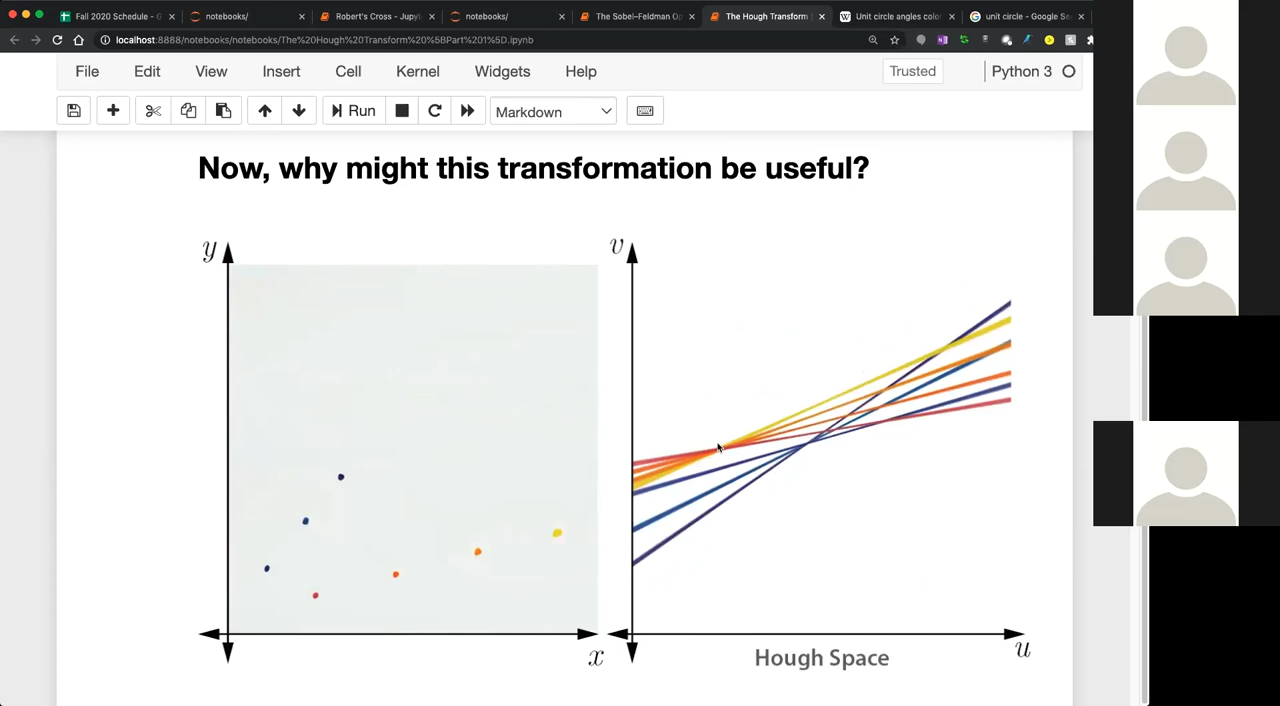 Fall 2020 Schedule - G
notebooks/
Robert's Cross - Jupyt
notebooks/
The Sobel–Feldman Op
The Hough Transform
Unit circle angles color
unit circle - Google Sea
localhost:8888/notebooks/notebooks/The%20Hough%20Transform%20%5BPart%201%5D.ipynb
File Edit View Insert Cell Kernel Widgets Help Trusted Python 3
Run Markdown
Now, why might this transformation be useful?
y
v
x
u
Hough Space